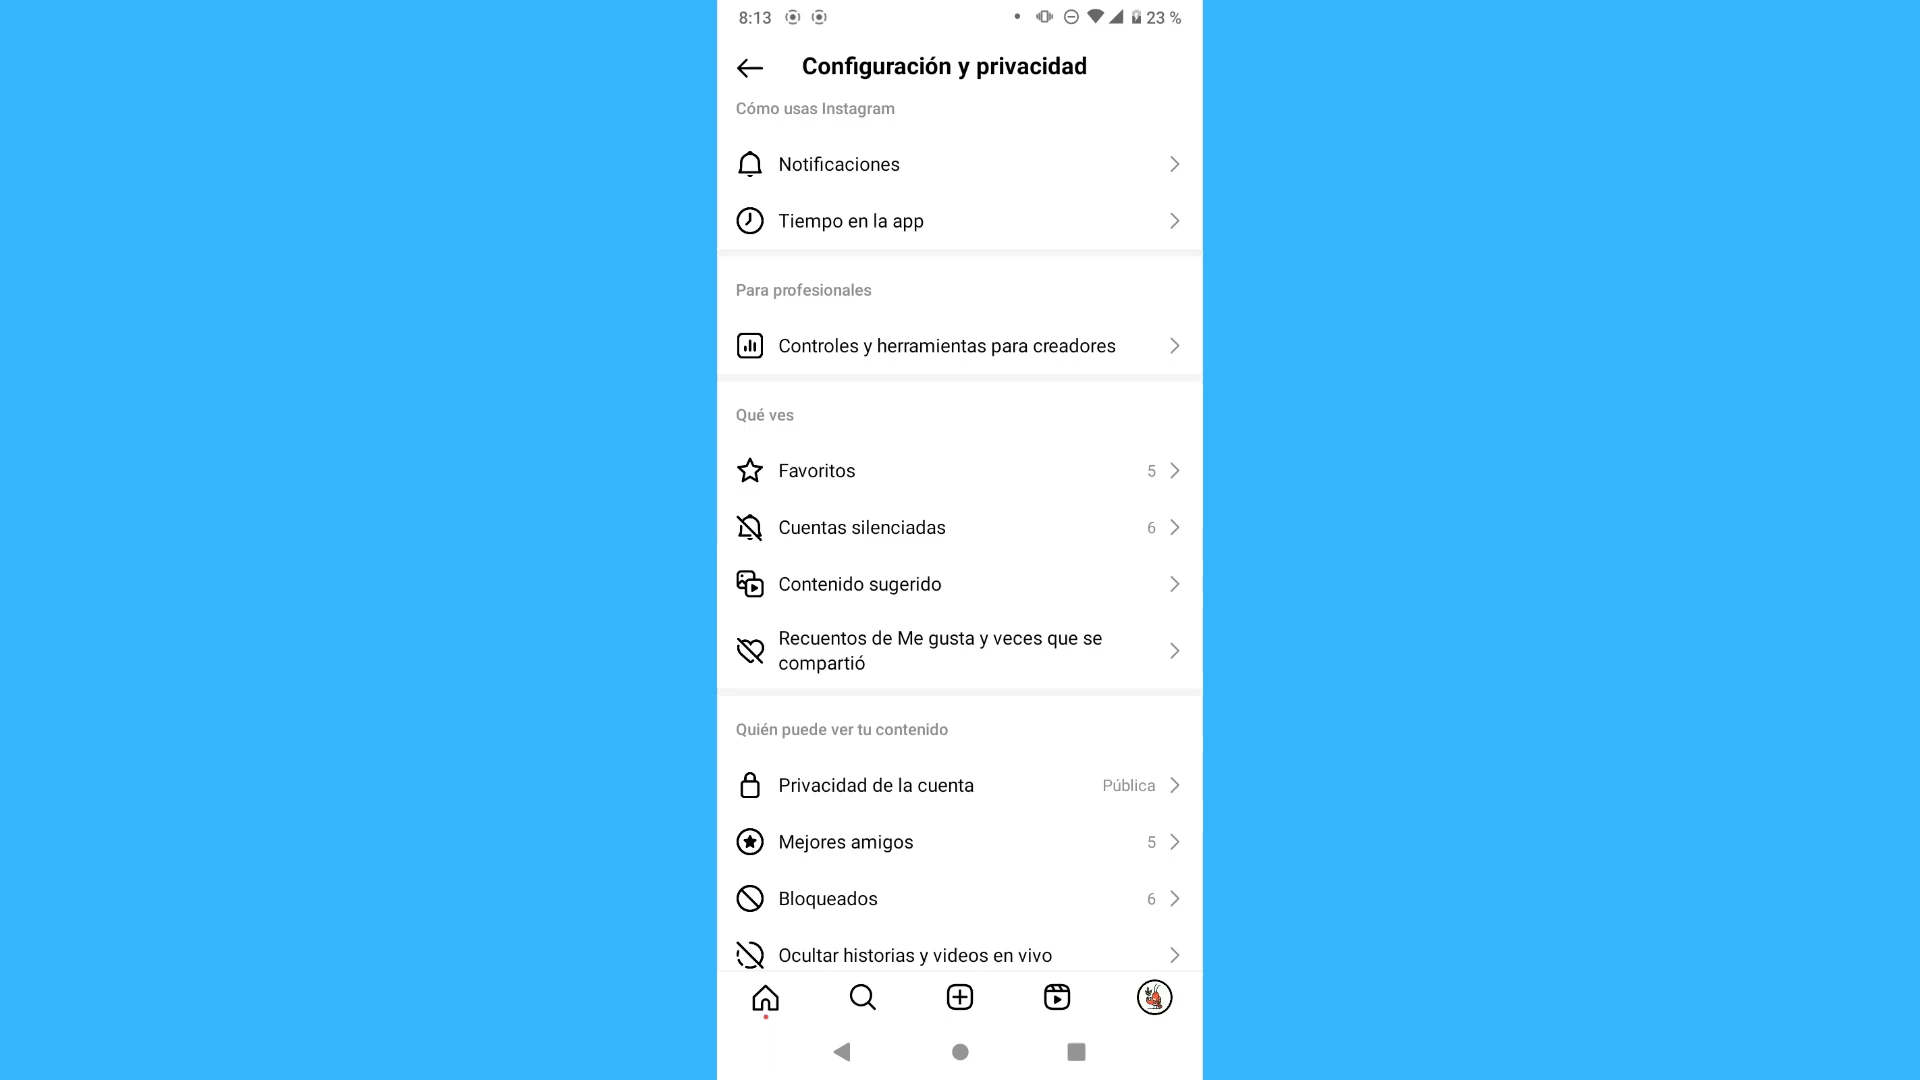 8:13
23 %
Configuración y privacidad
Cómo usas Instagram
Notificaciones
Tiempo en la app
Para profesionales
Controles y herramientas para creadores
Qué ves
Favoritos 5
Cuentas silenciadas 6
Contenido sugerido
Recuentos de Me gusta y veces que se
compartió
Quién puede ver tu contenido
Privacidad de la cuenta Pública
Mejores amigos 5
Bloqueados 6
Ocultar historias y videos en vivo